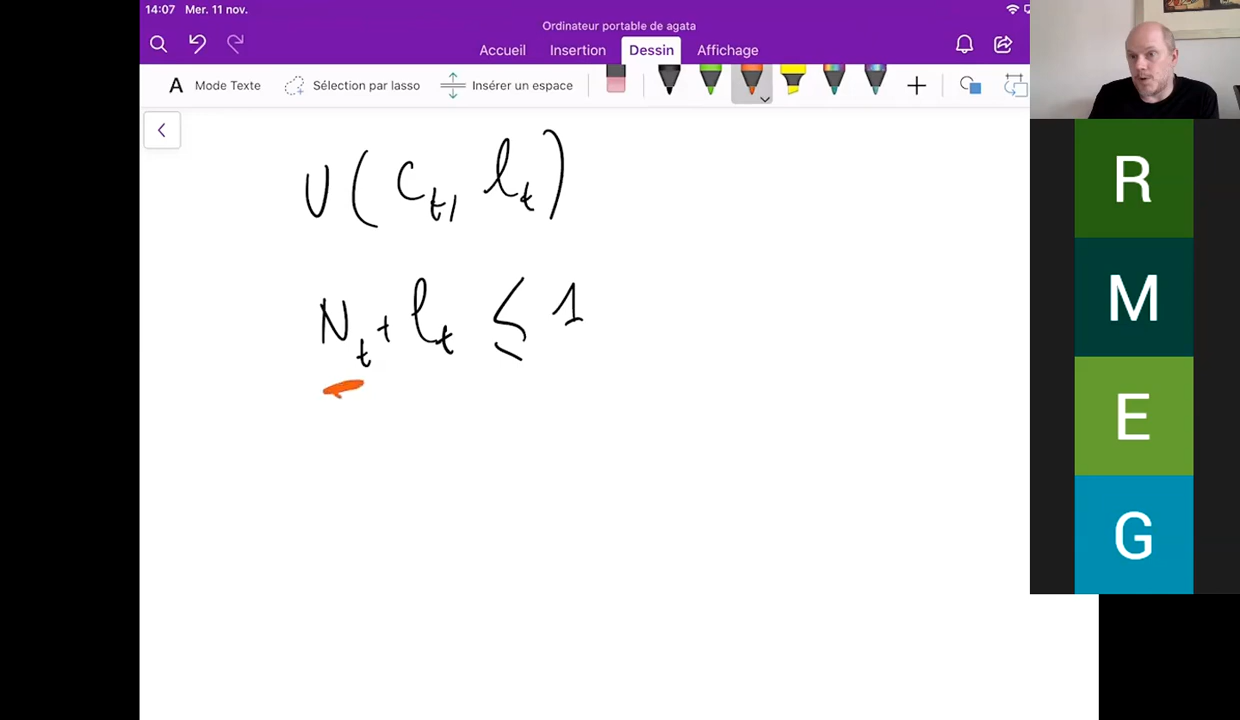 14:07 Mer. 11 nov.
Ordinateur portable de agata
Accueil Insertion Dessin Affichage
A Mode Texte Sélection par lasso Insérer un espace
U(C_t, l_t)
N_t + l_t ≤ 1
R
M
E
G